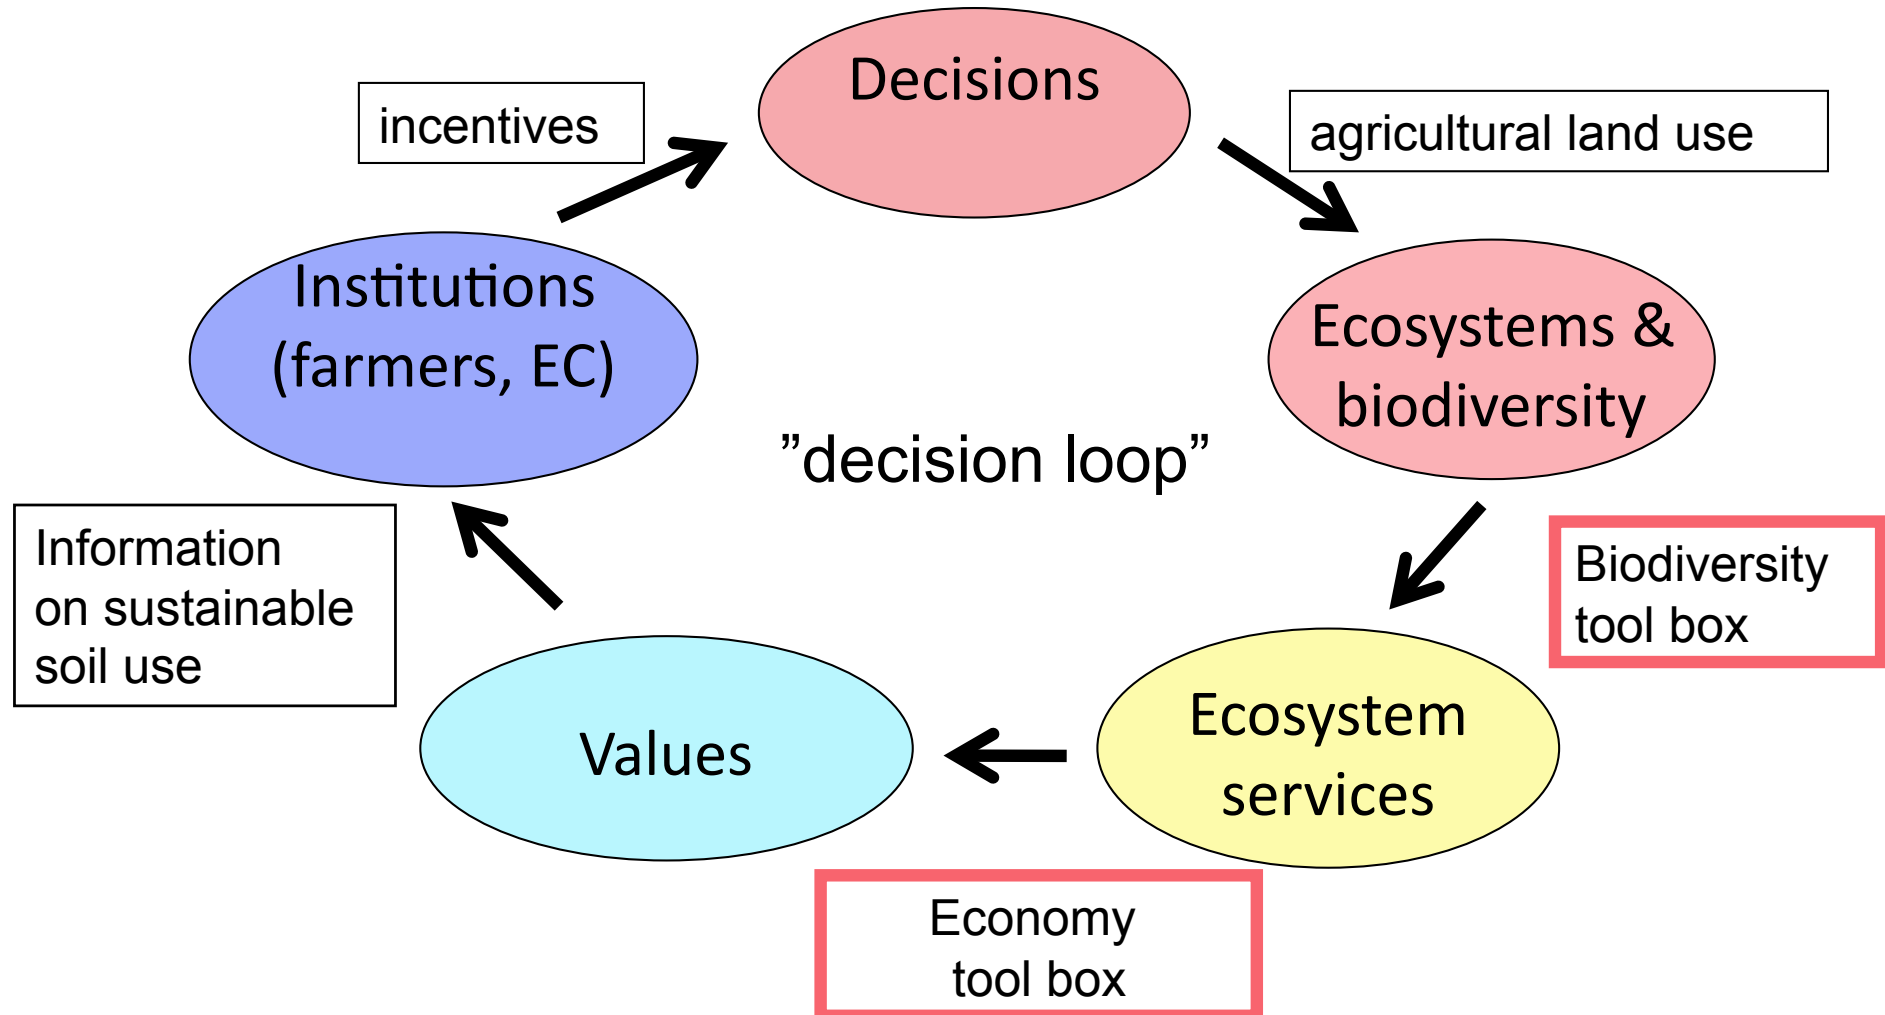 Decisions
incentives
agricultural land use
Institutions
(farmers, EC)
Ecosystems &
biodiversity
”decision loop”
Information
on sustainable
soil use
Biodiversity
tool box
Values
Ecosystem
services
Economy
tool box